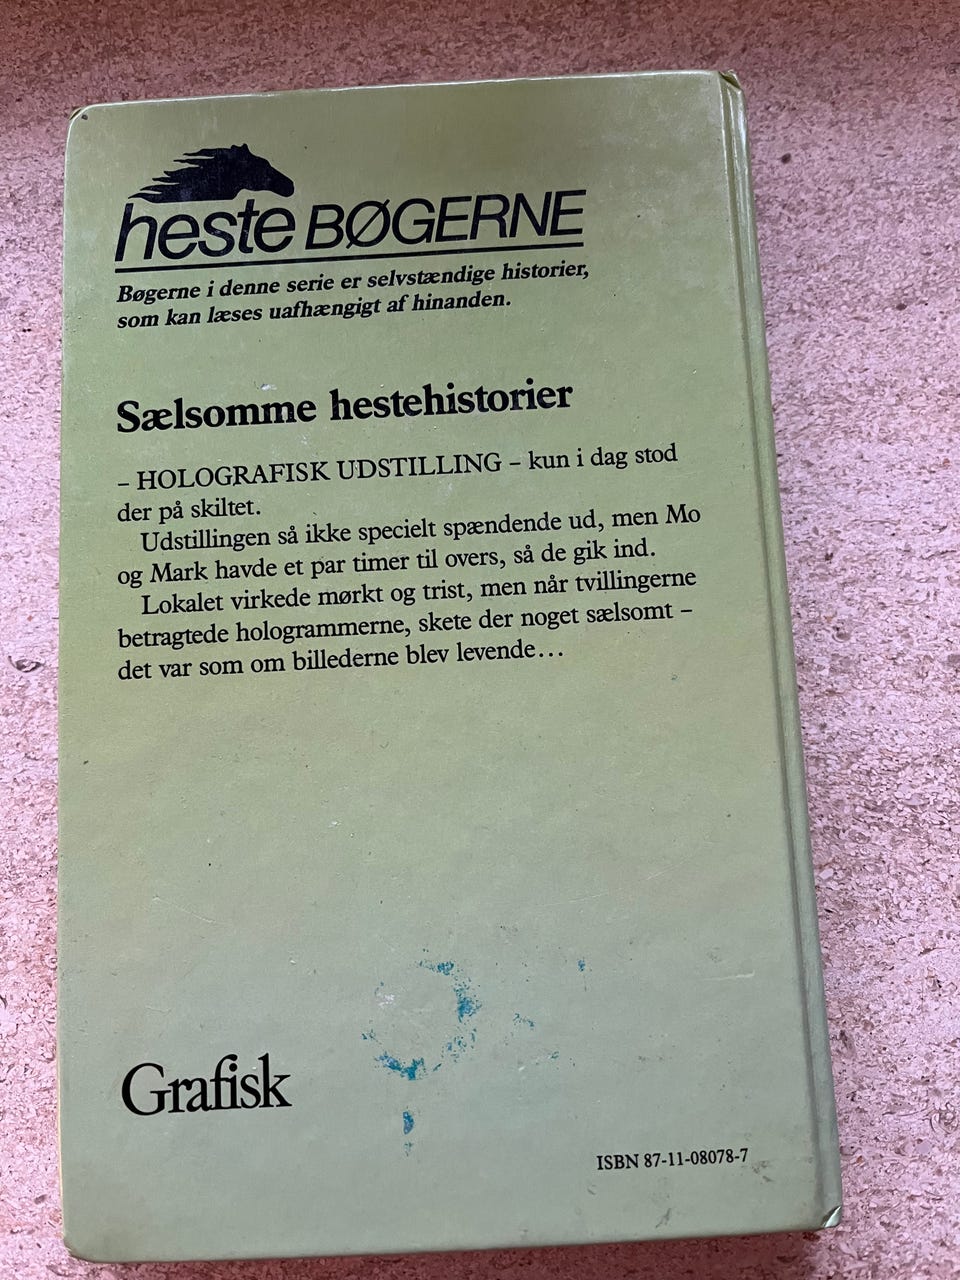 heste BØGERNE
Bøgerne i denne serie er selvstændige historier,
som kan læses uafhængigt af hinanden.
Sælsomme hestehistorier
– HOLOGRAFISK UDSTILLING – kun i dag stod
der på skiltet.
Udstillingen så ikke specielt spændende ud, men Mo
og Mark havde et par timer til overs, så de gik ind.
Lokalet virkede mørkt og trist, men når tvillingerne
betragtede hologrammerne, skete der noget sælsomt –
det var som om billederne blev levende...
Grafisk
ISBN 87-11-08078-7